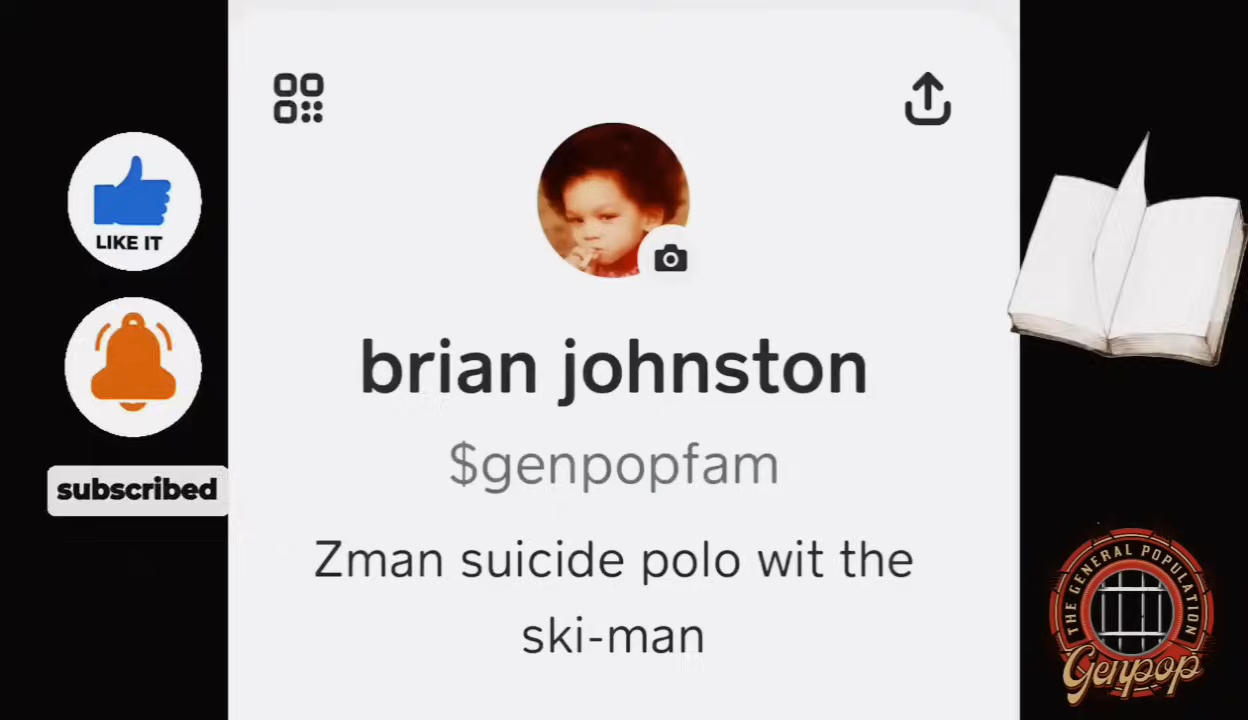 LIKE IT
subscribed
brian johnston
$genpopfam
Zman suicide polo wit the
ski-man
THE GENERAL POPULATION
Genpop